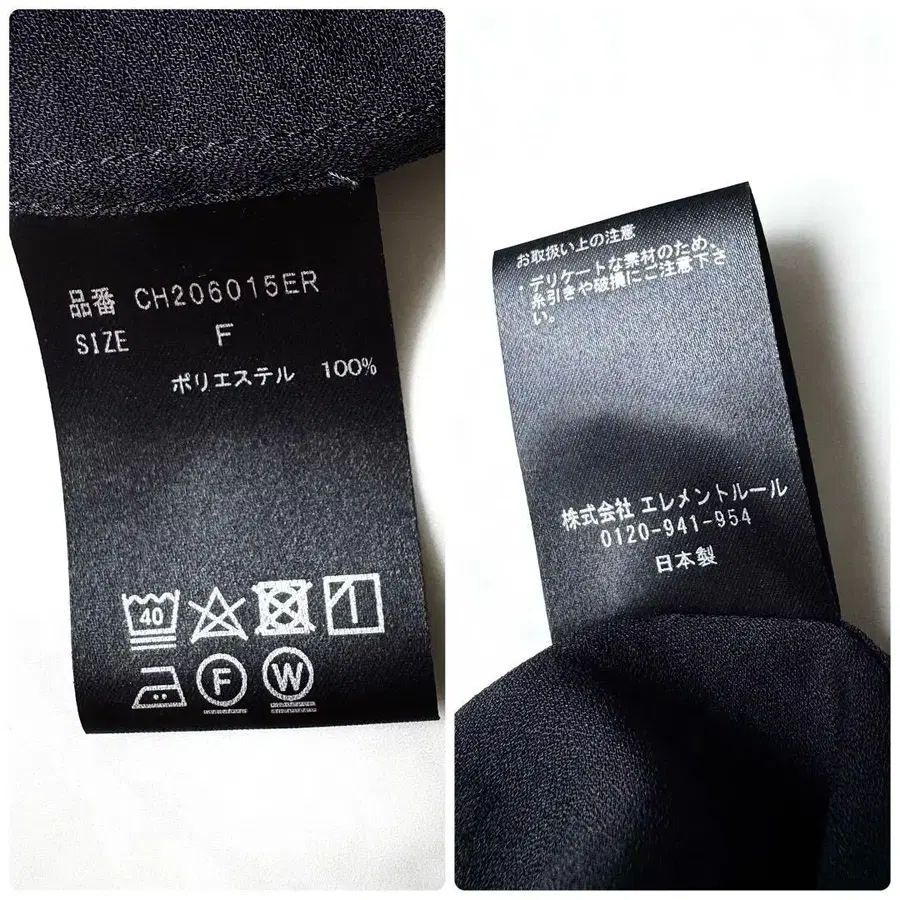 品番 CH206015ER
SIZE F
ポリエステル 100%
40
F
W
お取扱い上の注意
・デリケートな素材のため、
糸引きや破損にご注意下さ
い。
株式会社 エレメントルール
0120-941-954
日本製